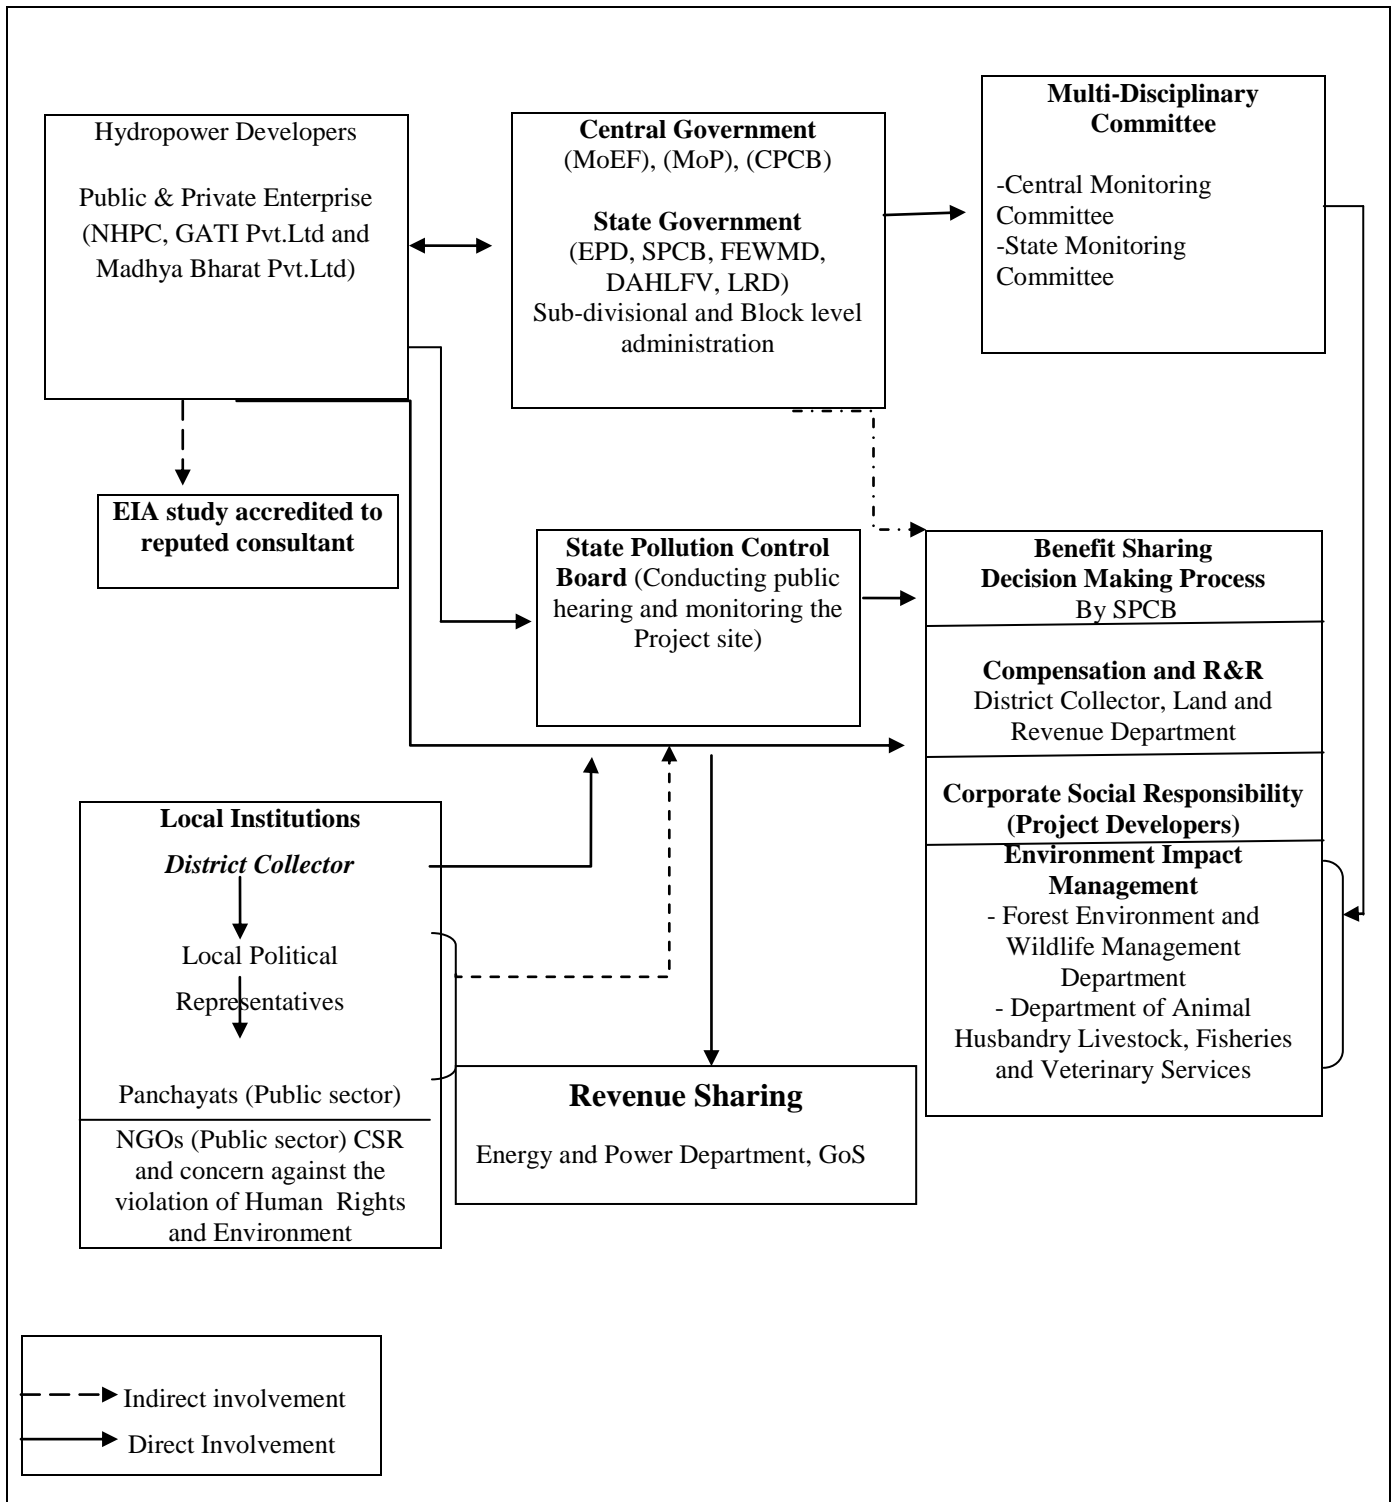 Hydropower Developers
Public & Private Enterprise
(NHPC, GATI Pvt.Ltd and
Madhya Bharat Pvt.Ltd)
Central Government
(MoEF), (MoP), (CPCB)
State Government
(EPD, SPCB, FEWMD,
DAHLFV, LRD)
Sub-divisional and Block level
administration
Multi-Disciplinary
Committee
-Central Monitoring
Committee
-State Monitoring
Committee
EIA study accredited to
reputed consultant
State Pollution Control
Board (Conducting public
hearing and monitoring the
Project site)
Benefit Sharing
Decision Making Process
By SPCB
Compensation and R&R
District Collector, Land and
Revenue Department
Corporate Social Responsibility
(Project Developers)
Environment Impact
Management
- Forest Environment and
Wildlife Management
Department
- Department of Animal
Husbandry Livestock, Fisheries
and Veterinary Services
Local Institutions
District Collector
Local Political
Representatives
Panchayats (Public sector)
NGOs (Public sector) CSR
and concern against the
violation of Human Rights
and Environment
Revenue Sharing
Energy and Power Department, GoS
Indirect involvement
Direct Involvement